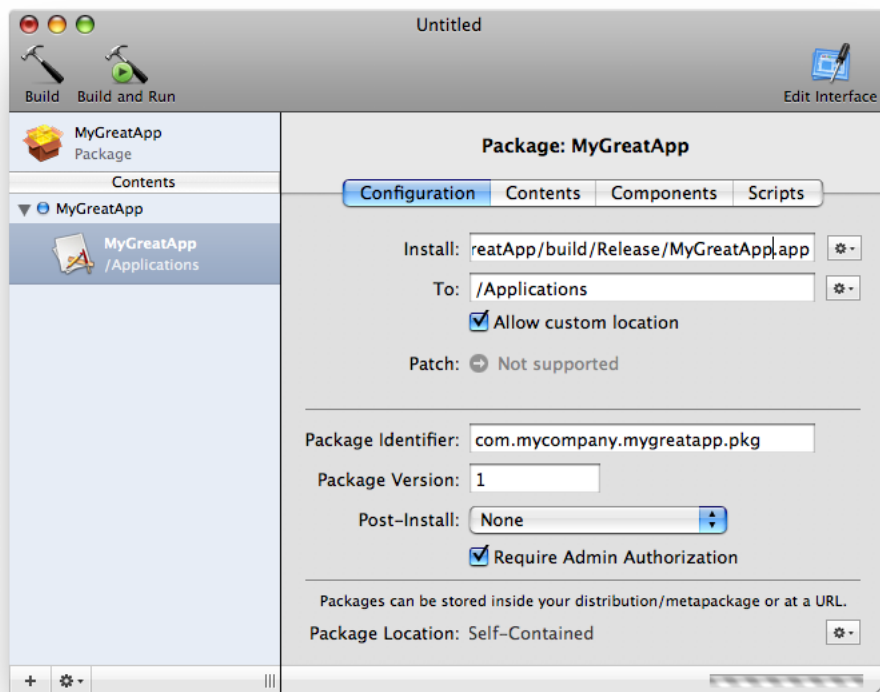 Untitled
Build
Build and Run
Edit Interface
MyGreatApp
Package
Contents
MyGreatApp
MyGreatApp
/Applications
Package: MyGreatApp
Configuration
Contents
Components
Scripts
Install: reatApp/build/Release/MyGreatApp.app
To: /Applications
Allow custom location
Patch: Not supported
Package Identifier: com.mycompany.mygreatapp.pkg
Package Version: 1
Post-Install: None
Require Admin Authorization
Packages can be stored inside your distribution/metapackage or at a URL.
Package Location: Self-Contained